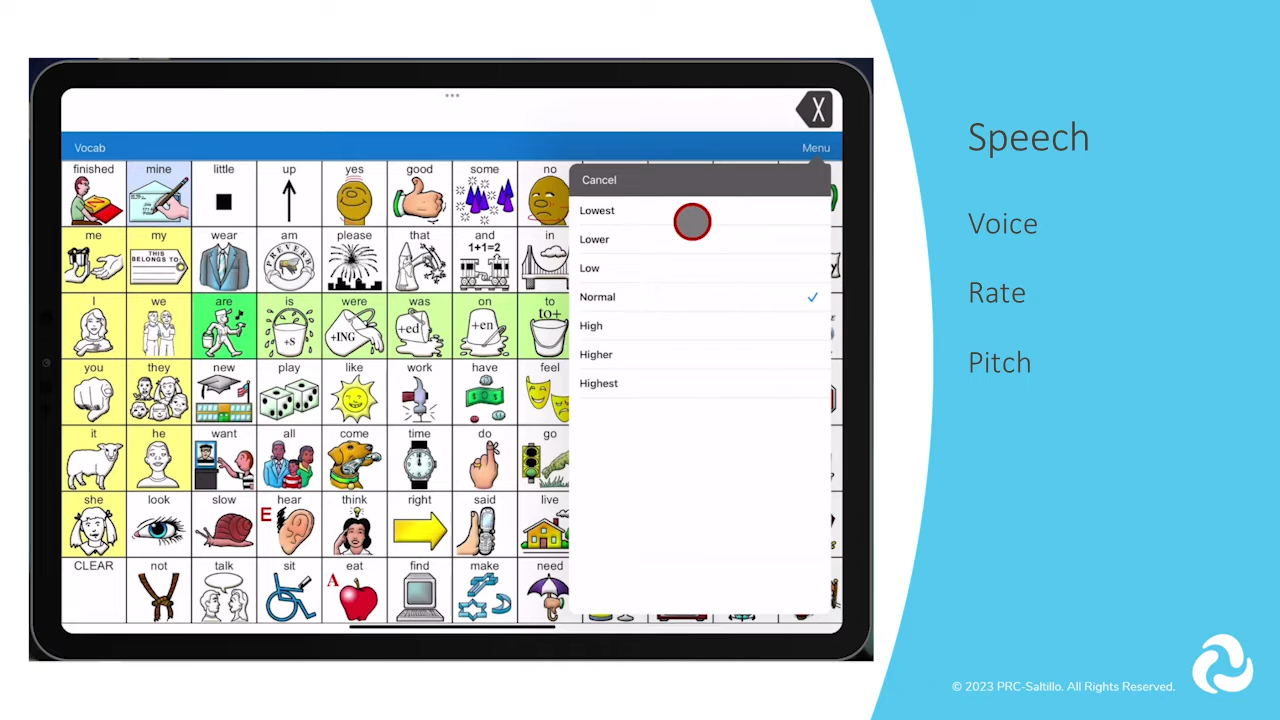 X
Vocab
Menu
finished
mine
little
up
yes
good
some
no
Cancel
Lowest
Lower
Low
Normal
High
Higher
Highest
me
my
wear
am
please
that
and
in
THIS
BELONGS TO
PREVERB
1+1=2
I
we
are
is
were
was
on
to
+S
+ING
+ed
+en
to+
you
they
new
play
like
work
have
feel
it
he
want
all
come
time
do
go
she
look
slow
hear
think
right
said
live
E
CLEAR
not
talk
sit
eat
find
make
need
A
Speech
Voice
Rate
Pitch
© 2023 PRC-Saltillo. All Rights Reserved.